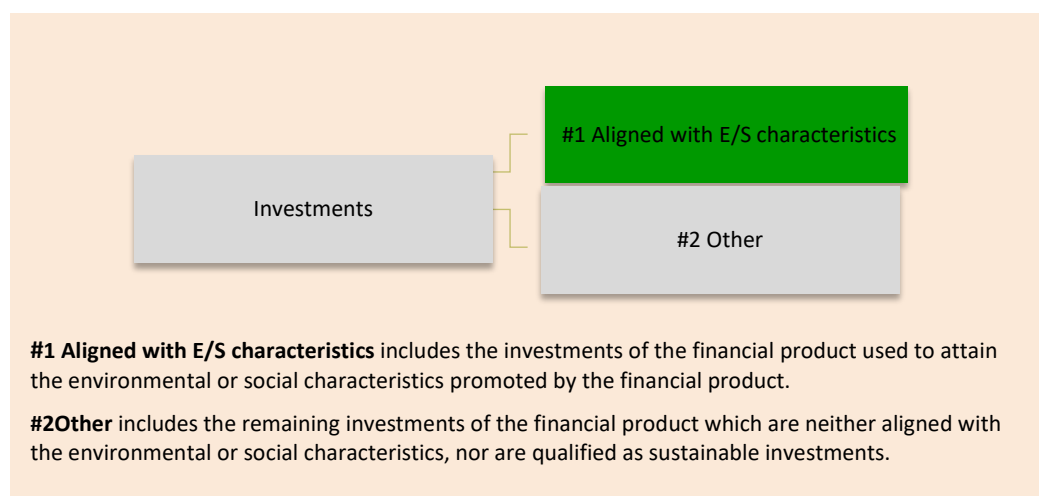 #1 Aligned with E/S characteristics
Investments
#2 Other
#1 Aligned with E/S characteristics includes the investments of the financial product used to attain
the environmental or social characteristics promoted by the financial product.
#2Other includes the remaining investments of the financial product which are neither aligned with
the environmental or social characteristics, nor are qualified as sustainable investments.